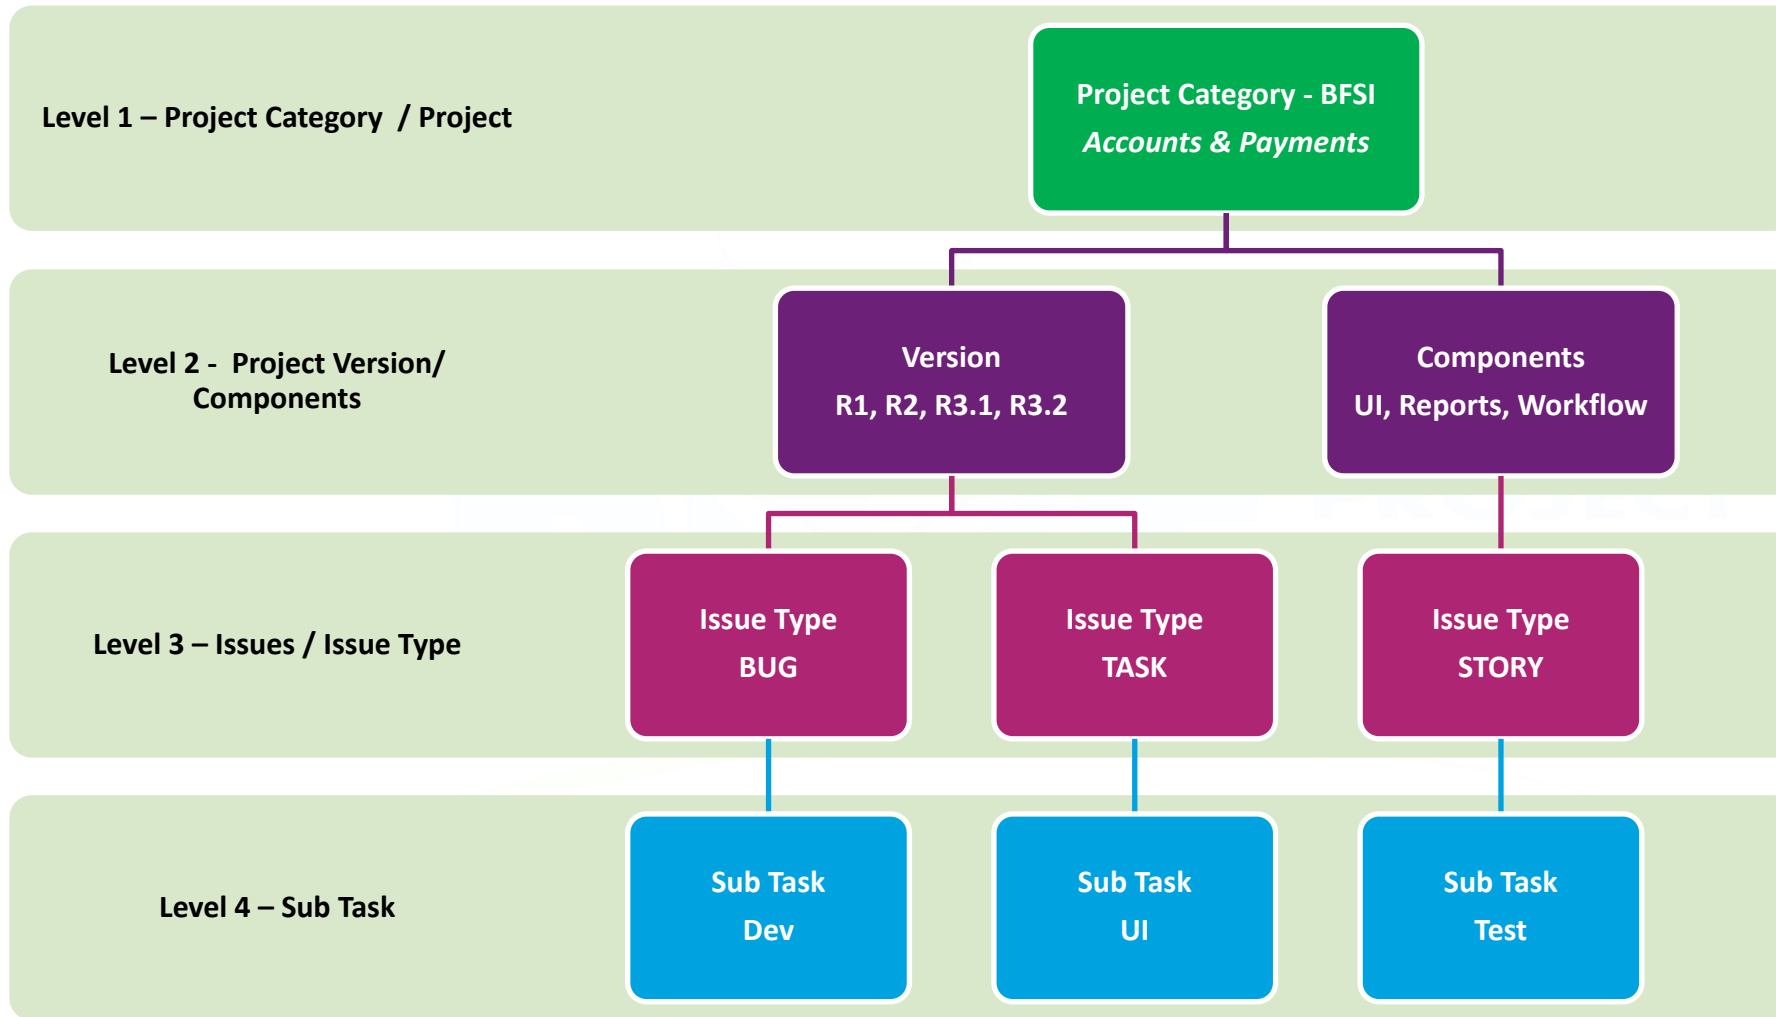 Level 1 – Project Category / Project
Project Category - BFSI
Accounts & Payments
Level 2 - Project Version/
Components
Version
R1, R2, R3.1, R3.2
Components
UI, Reports, Workflow
Level 3 – Issues / Issue Type
Issue Type
BUG
Issue Type
TASK
Issue Type
STORY
Level 4 – Sub Task
Sub Task
Dev
Sub Task
UI
Sub Task
Test